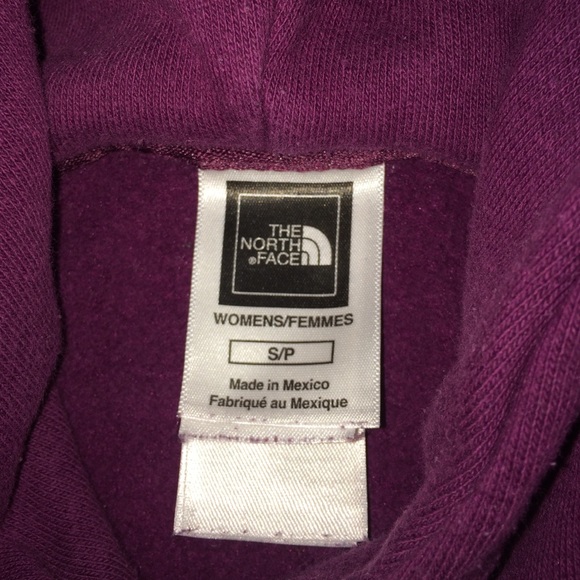 THE
NORTH
®FACE
WOMENS/FEMMES
S/P
Made in Mexico
Fabriqué au Mexique